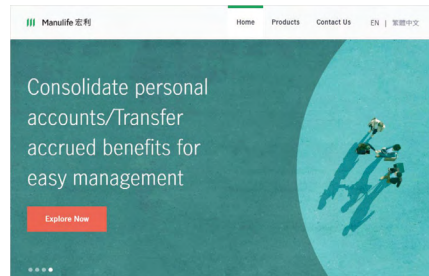 Manulife 宏利
Home Products Contact Us EN | 繁體中文
Consolidate personal
accounts/Transfer
accrued benefits for
easy management
Explore Now